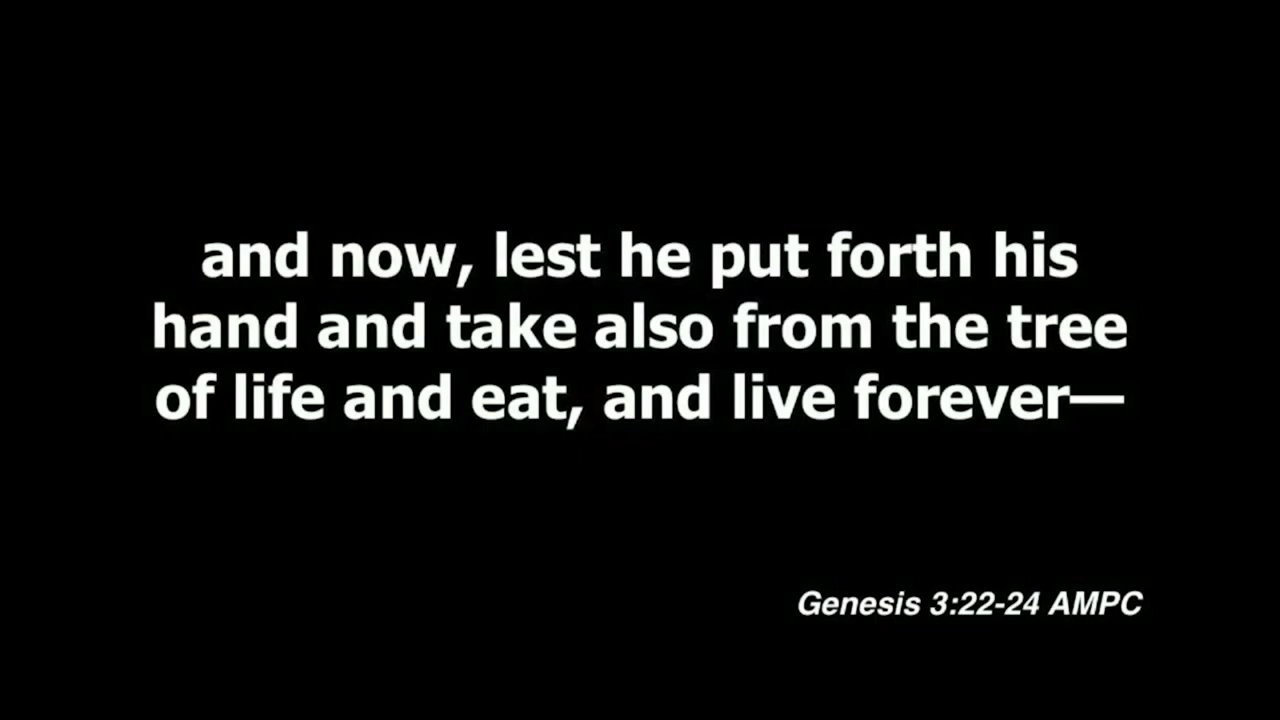 and now, lest he put forth his
hand and take also from the tree
of life and eat, and live forever—
Genesis 3:22-24 AMPC